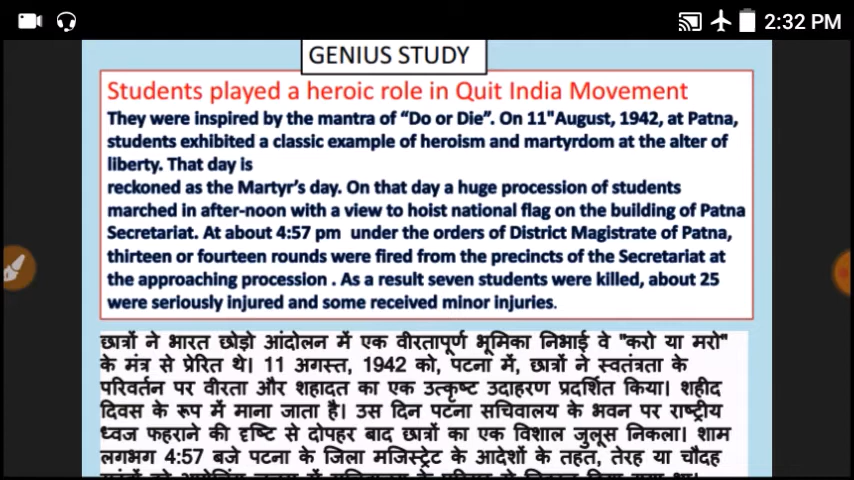 2:32 PM
GENIUS STUDY
Students played a heroic role in Quit India Movement
They were inspired by the mantra of “Do or Die”. On 11"August, 1942, at Patna,
students exhibited a classic example of heroism and martyrdom at the alter of
liberty. That day is
reckoned as the Martyr’s day. On that day a huge procession of students
marched in after-noon with a view to hoist national flag on the building of Patna
Secretariat. At about 4:57 pm under the orders of District Magistrate of Patna,
thirteen or fourteen rounds were fired from the precincts of the Secretariat at
the approaching procession . As a result seven students were killed, about 25
were seriously injured and some received minor injuries.
छात्रों ने भारत छोड़ो आंदोलन में एक वीरतापूर्ण भूमिका निभाई वे "करो या मरो"
के मंत्र से प्रेरित थे। 11 अगस्त, 1942 को, पटना में, छात्रों ने स्वतंत्रता के
परिवर्तन पर वीरता और शहादत का एक उत्कृष्ट उदाहरण प्रदर्शित किया। शहीद
दिवस के रूप में माना जाता है। उस दिन पटना सचिवालय के भवन पर राष्ट्रीय
ध्वज फहराने की दृष्टि से दोपहर बाद छात्रों का एक विशाल जुलूस निकला। शाम
लगभग 4:57 बजे पटना के जिला मजिस्ट्रेट के आदेशों के तहत, तेरह या चौदह